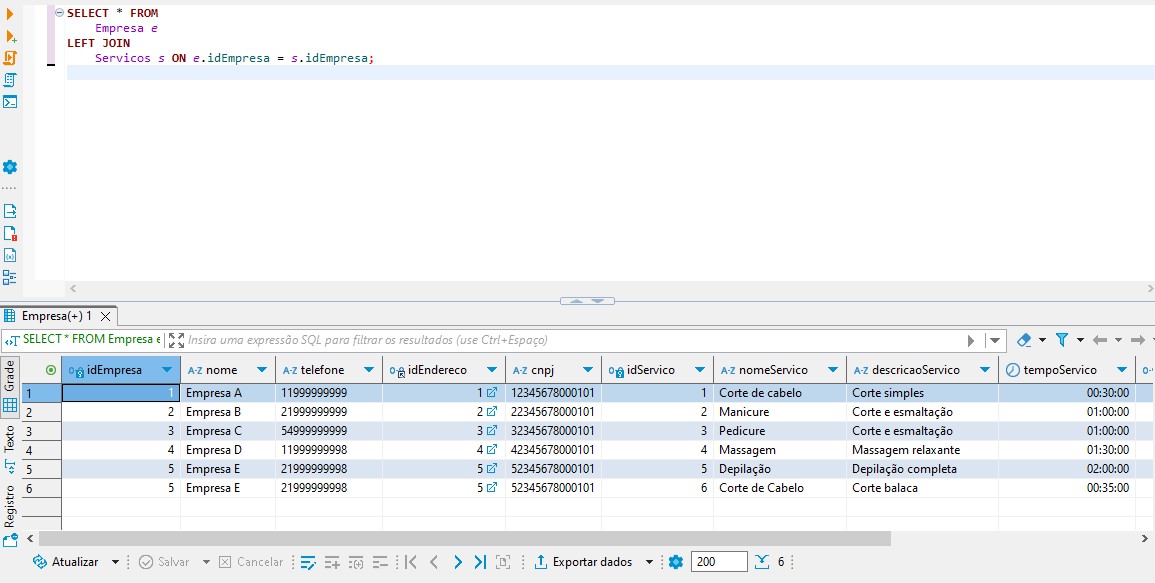 SELECT * FROM
Empresa e
LEFT JOIN
Servicos s ON e.idEmpresa = s.idEmpresa;
Empresa(+) 1
SELECT * FROM Empresa e
Insira uma expressão SQL para filtrar os resultados (use Ctrl+Espaço)
Grade
Texto
Registro
idEmpresa A-Z nome A-Z telefone idEndereco A-Z cnpj idServico A-Z nomeServico A-Z descricaoServico tempoServico
1 1 Empresa A 11999999999 1 12345678000101 1 Corte de cabelo Corte simples 00:30:00
2 2 Empresa B 21999999999 2 22345678000101 2 Manicure Corte e esmaltação 01:00:00
3 3 Empresa C 54999999999 3 32345678000101 3 Pedicure Corte e esmaltação 01:00:00
4 4 Empresa D 11999999998 4 42345678000101 4 Massagem Massagem relaxante 01:30:00
5 5 Empresa E 21999999998 5 52345678000101 5 Depilação Depilação completa 02:00:00
6 5 Empresa E 21999999998 5 52345678000101 6 Corte de Cabelo Corte balaca 00:35:00
Atualizar Salvar Cancelar Exportar dados 200 6